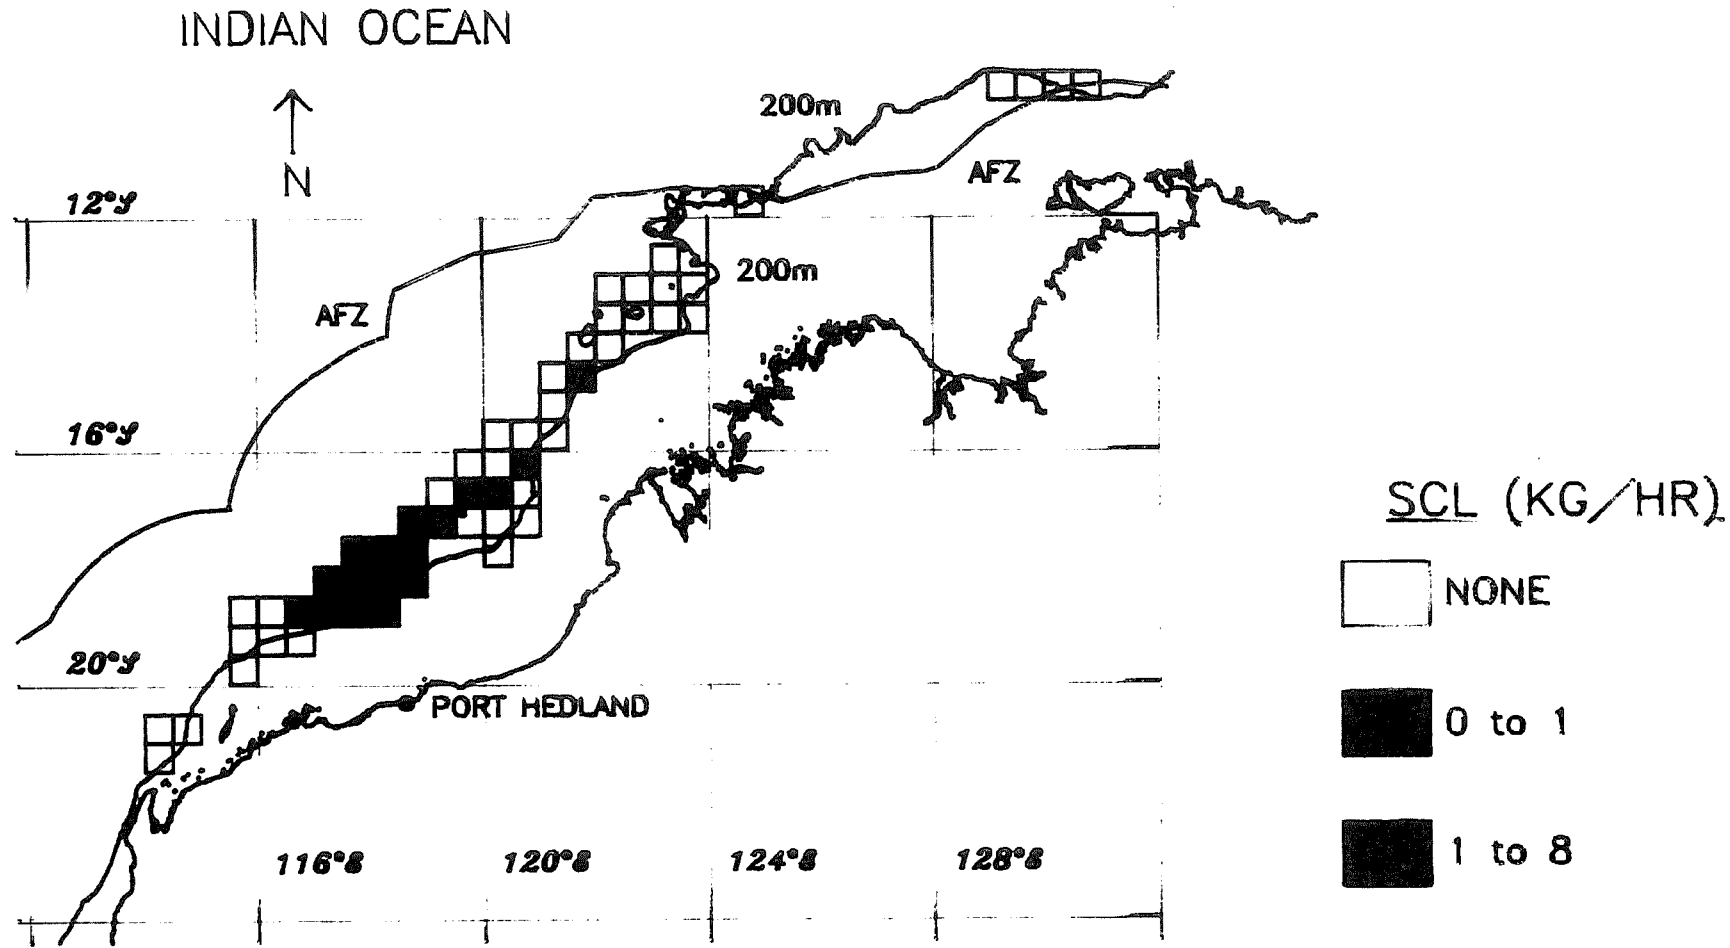 INDIAN OCEAN
N
200m
AFZ
12°S
200m
AFZ
16°S
SCL (KG/HR)
NONE
20°S
PORT HEDLAND
0 to 1
116°E 120°E 124°E 128°E
1 to 8